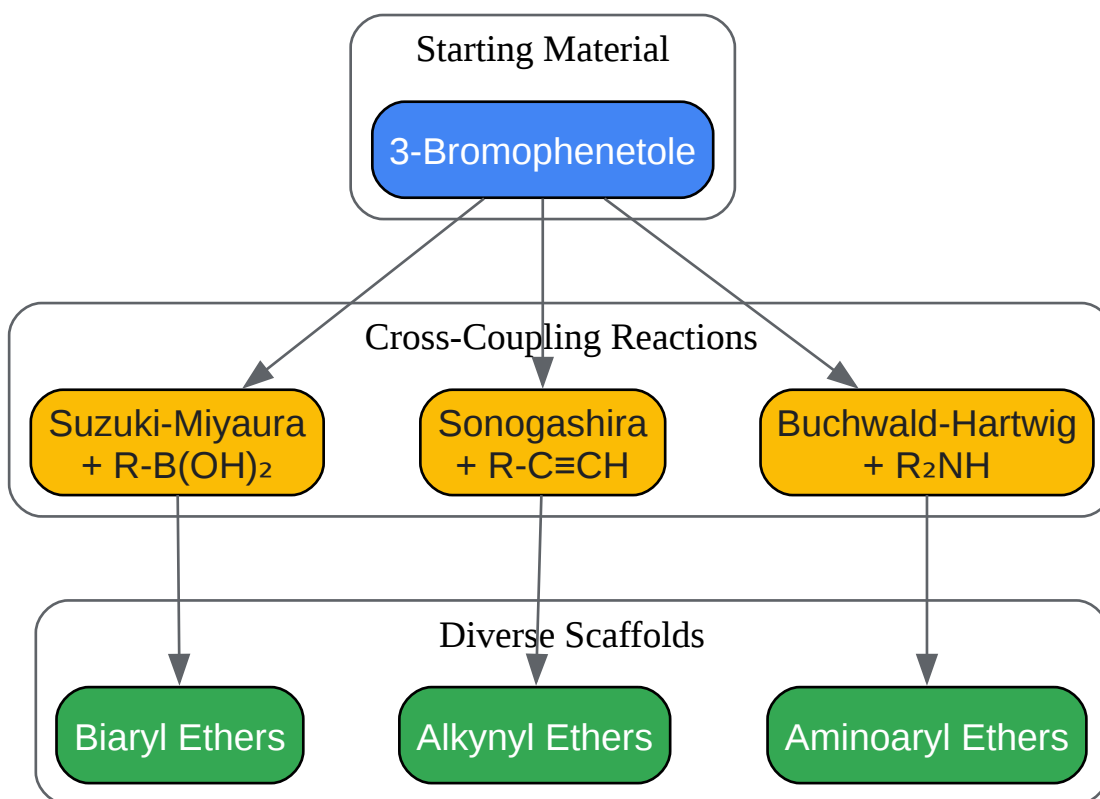 Starting Material
3-Bromophenetole
Cross-Coupling Reactions
Suzuki-Miyaura
+ R-B(OH)₂
Sonogashira
+ R-C≡CH
Buchwald-Hartwig
+ R₂NH
Diverse Scaffolds
Biaryl Ethers
Alkynyl Ethers
Aminoaryl Ethers